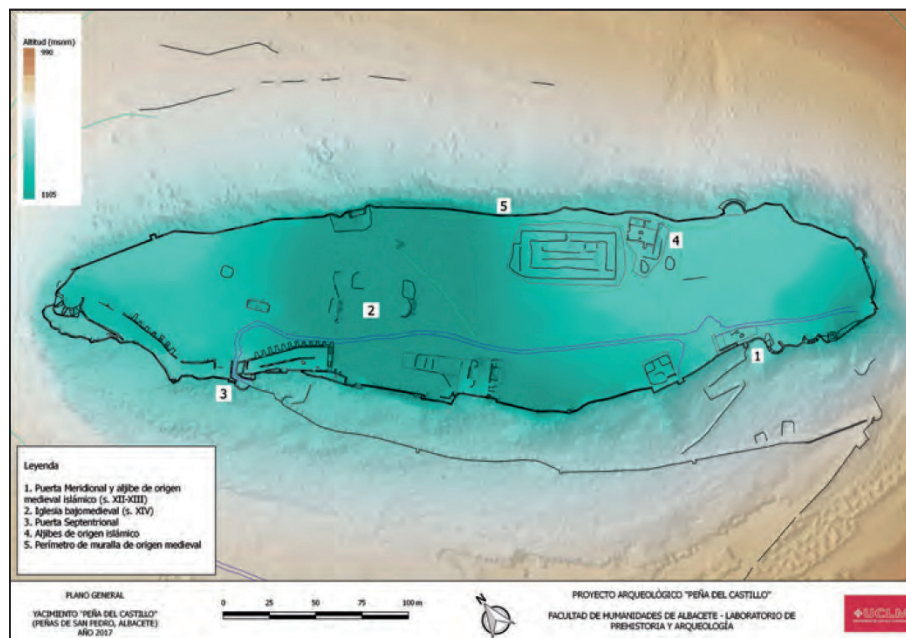 Altitud (msnm)
990
1105
5
4
2
1
3
Leyenda
1. Puerta Meridional y aljibe de origen
medieval islámico (s. XII-XIII)
2. Iglesia bajomedieval (s. XIV)
3. Puerta Septentrional
4. Aljibes de origen islámico
5. Perímetro de muralla de origen medieval
PLANO GENERAL
YACIMIENTO "PEÑA DEL CASTILLO"
(PEÑAS DE SAN PEDRO, ALBACETE)
AÑO 2017
0 25 50 75 100 m
N
PROYECTO ARQUEOLÓGICO "PEÑA DEL CASTILLO"
FACULTAD DE HUMANIDADES DE ALBACETE - LABORATORIO DE
PREHISTORIA Y ARQUEOLOGÍA
UCLM